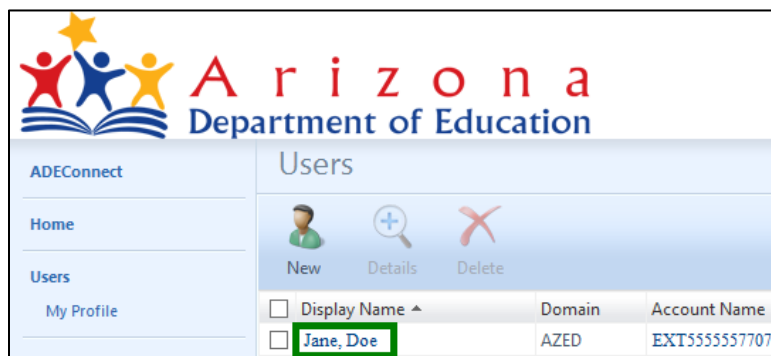 Arizona
Department of Education
ADEConnect
Home
Users
My Profile
Users
New Details Delete
Display Name Domain Account Name
Jane, Doe AZED EXT5555557707